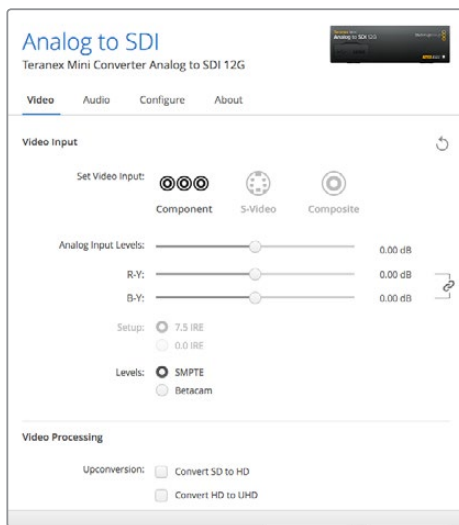 Analog to SDI
Teranex Mini Converter Analog to SDI 12G
Video Audio Configure About
Video Input
Set Video Input:
Component S-Video Composite
Analog Input Levels: 0.00 dB
R-Y: 0.00 dB
B-Y: 0.00 dB
Setup: 7.5 IRE
0.0 IRE
Levels: SMPTE
Betacam
Video Processing
Upconversion: Convert SD to HD
Convert HD to UHD